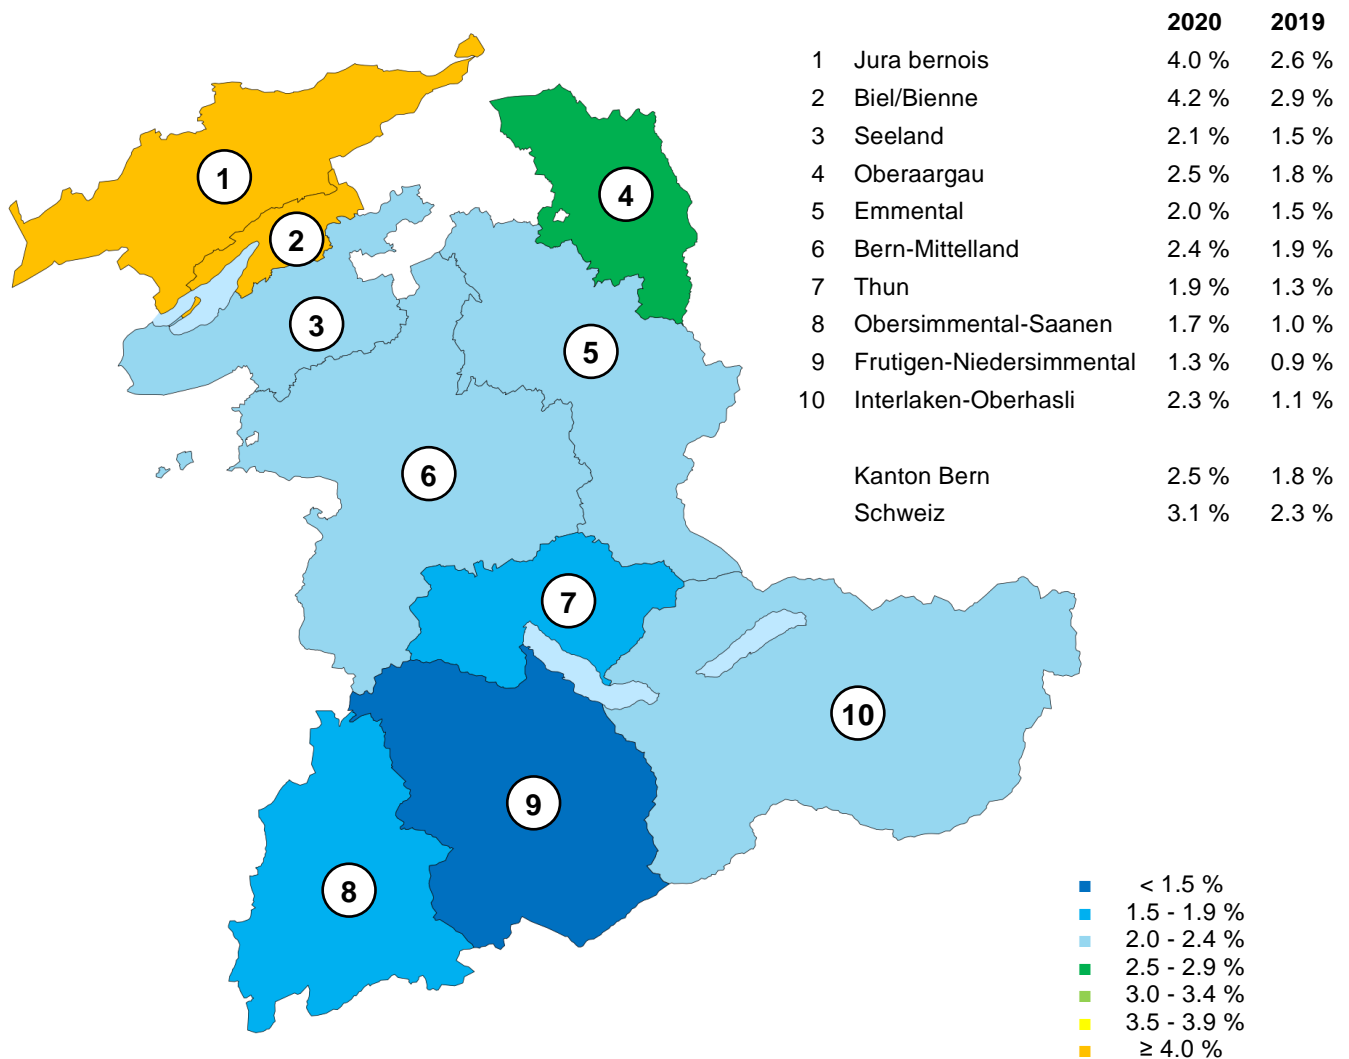 2020 2019
1 Jura bernois 4.0 % 2.6 %
2 Biel/Bienne 4.2 % 2.9 %
3 Seeland 2.1 % 1.5 %
4 Oberaargau 2.5 % 1.8 %
5 Emmental 2.0 % 1.5 %
6 Bern-Mittelland 2.4 % 1.9 %
7 Thun 1.9 % 1.3 %
8 Obersimmental-Saanen 1.7 % 1.0 %
9 Frutigen-Niedersimmental 1.3 % 0.9 %
10 Interlaken-Oberhasli 2.3 % 1.1 %
Kanton Bern 2.5 % 1.8 %
Schweiz 3.1 % 2.3 %
1
2
3
4
5
6
7
8
9
10
< 1.5 %
1.5 - 1.9 %
2.0 - 2.4 %
2.5 - 2.9 %
3.0 - 3.4 %
3.5 - 3.9 %
≥ 4.0 %